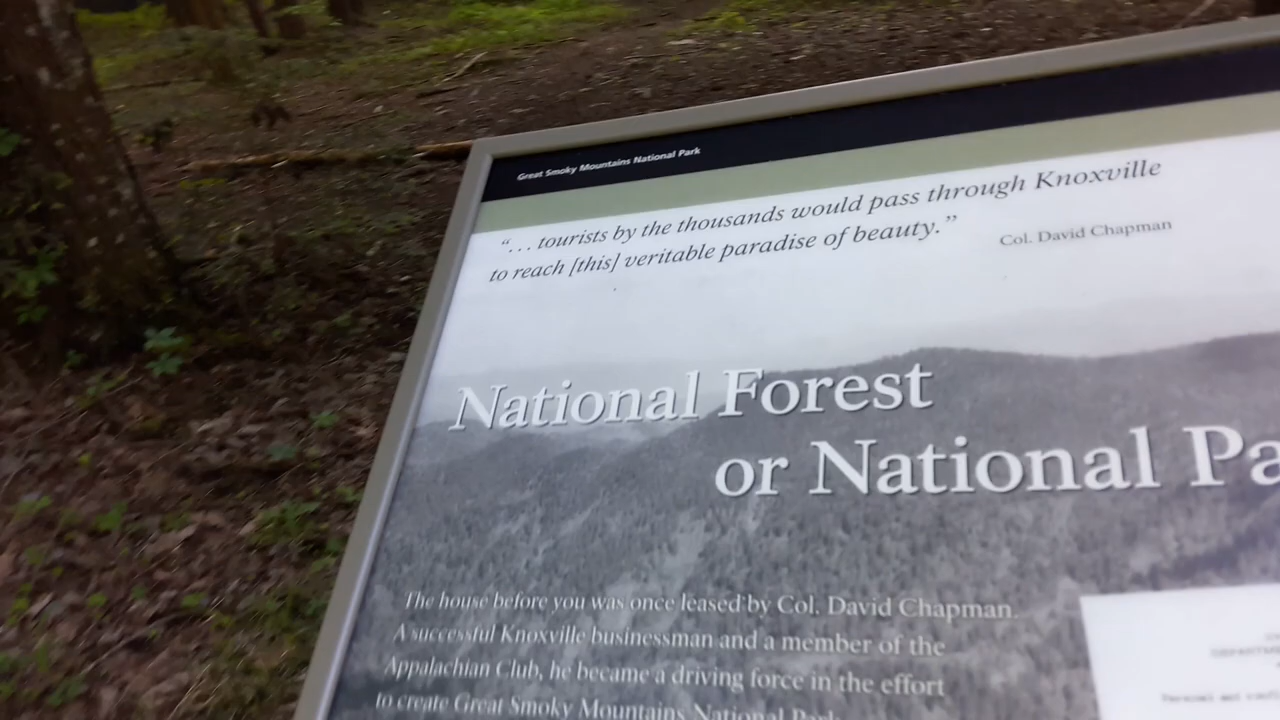 Great Smoky Mountains National Park
“... tourists by the thousands would pass through Knoxville
to reach [this] veritable paradise of beauty.”
Col. David Chapman
National Forest
or National Pa
The house before you was once leased by Col. David Chapman.
A successful Knoxville businessman and a member of the
Appalachian Club, he became a driving force in the effort
to create Great Smoky Mountains National Park.